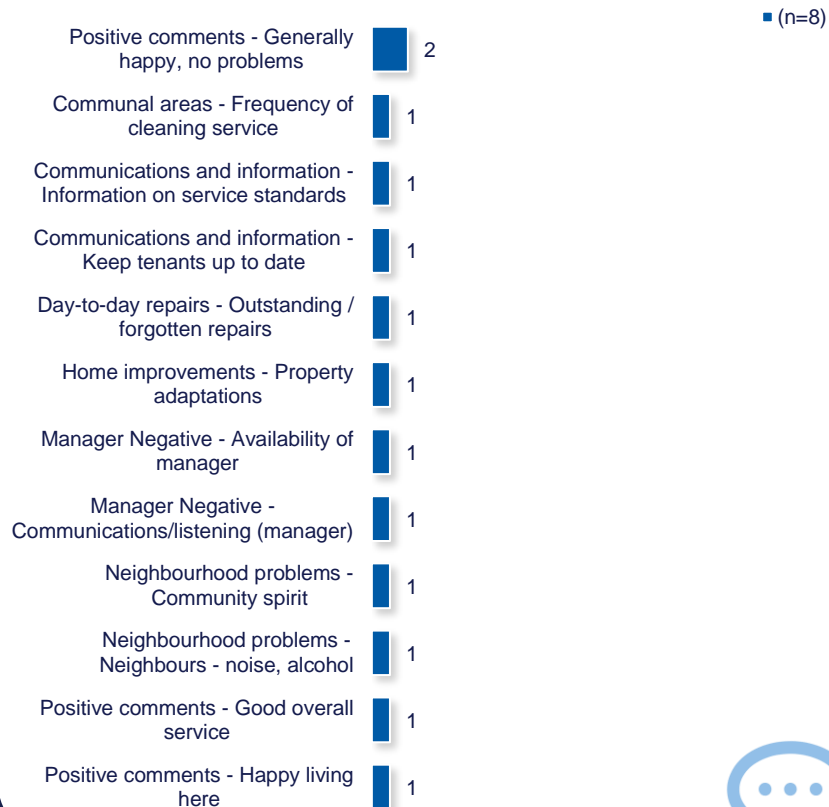 (n=8)
Positive comments - Generally
happy, no problems
2
Communal areas - Frequency of
cleaning service
1
Communications and information -
Information on service standards
1
Communications and information -
Keep tenants up to date
1
Day-to-day repairs - Outstanding /
forgotten repairs
1
Home improvements - Property
adaptations
1
Manager Negative - Availability of
manager
1
Manager Negative -
Communications/listening (manager)
1
Neighbourhood problems -
Community spirit
1
Neighbourhood problems -
Neighbours - noise, alcohol
1
Positive comments - Good overall
service
1
Positive comments - Happy living
here
1